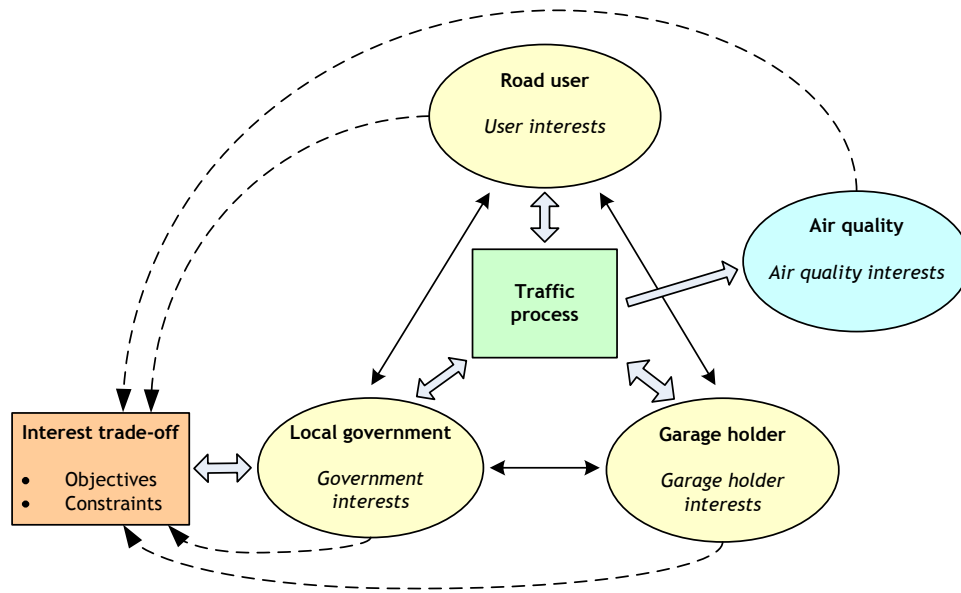 Road user
User interests
Air quality
Air quality interests
Traffic
process
Interest trade-off
• Objectives
• Constraints
Local government
Government
interests
Garage holder
Garage holder
interests